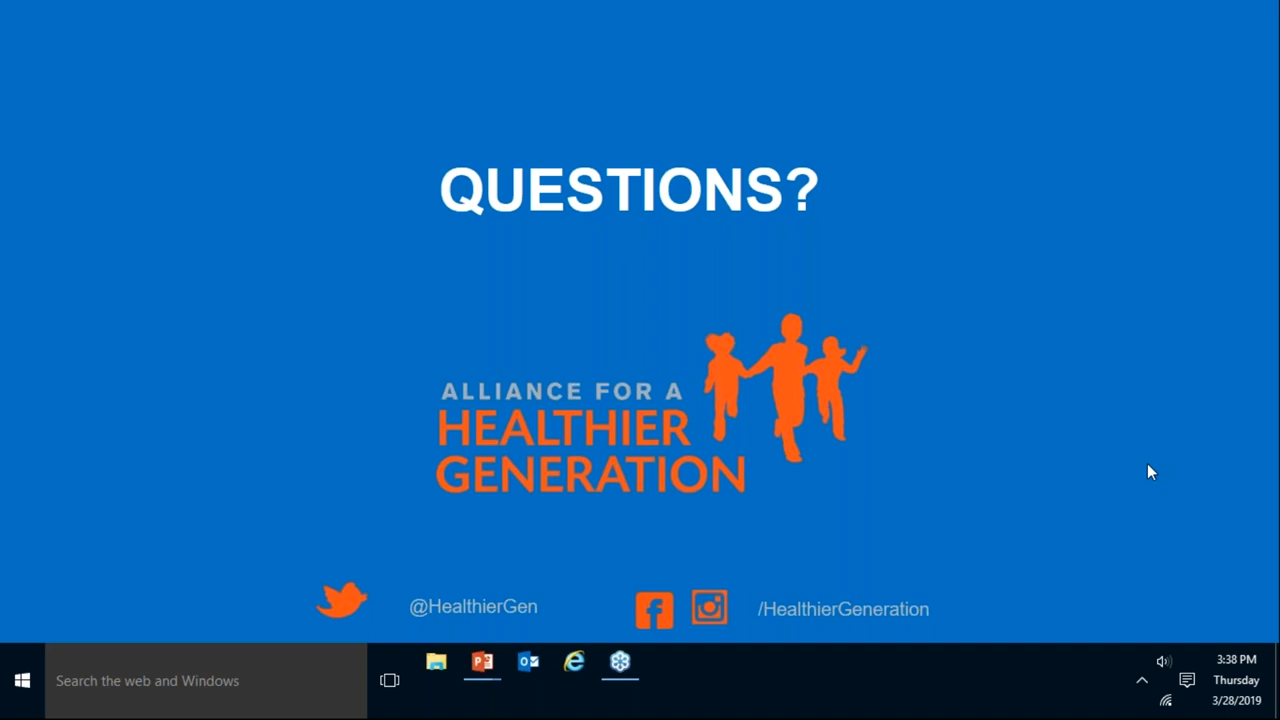 QUESTIONS?
ALLIANCE FOR A
HEALTHIER
GENERATION
@HealthierGen
/HealthierGeneration
Search the web and Windows
3:38 PM
Thursday
3/28/2019